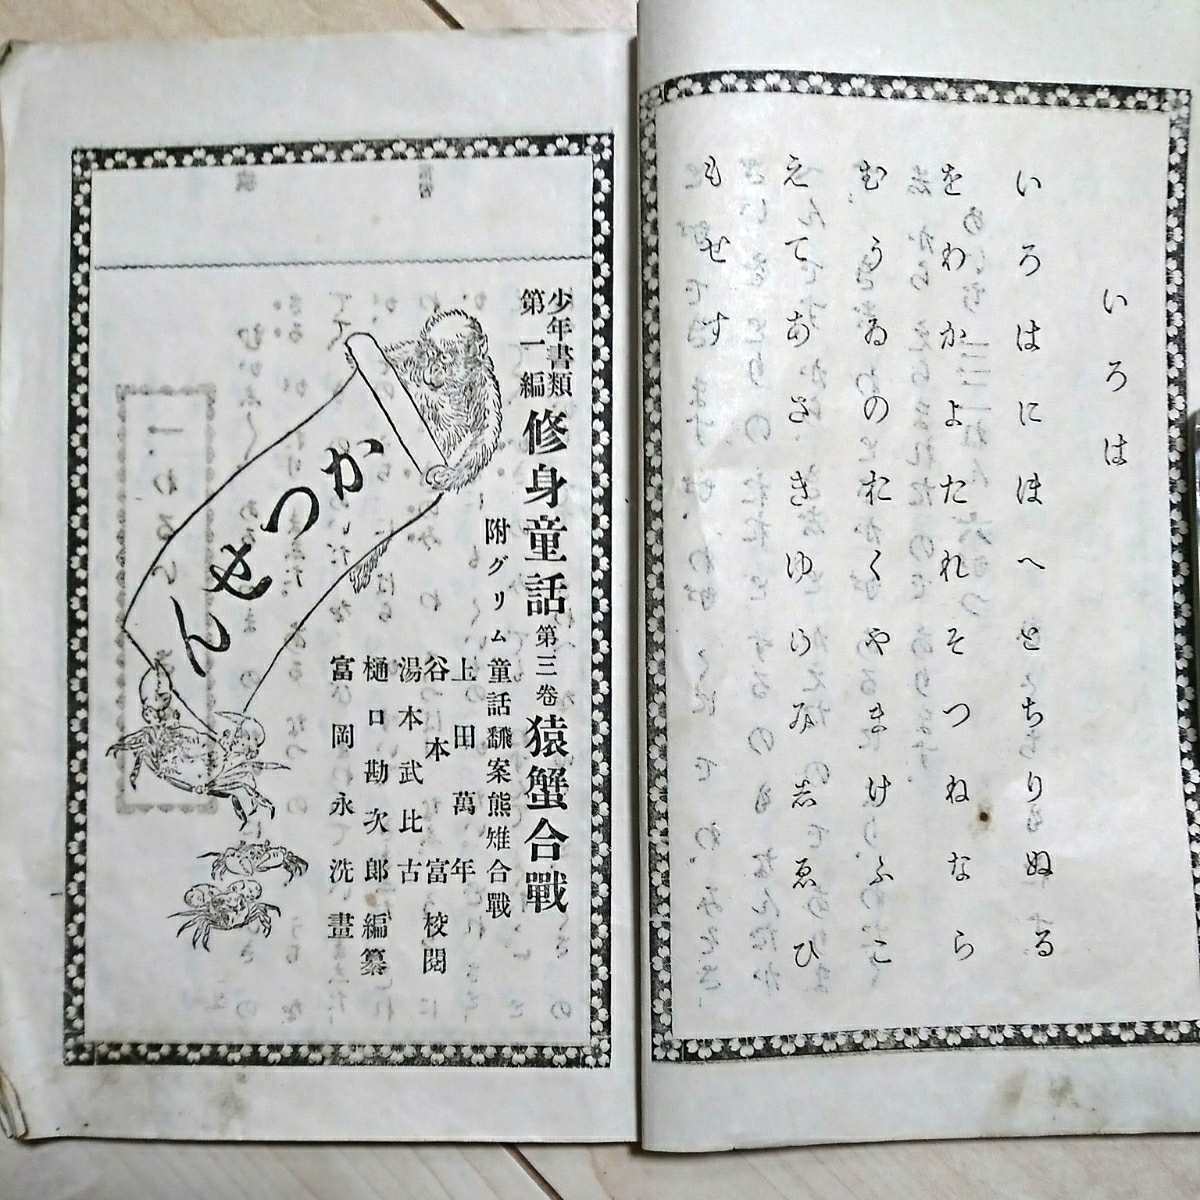 いろは
いろはにほへとちりぬる
をわかよたれそつねなら
むうゐのおくやまけふこ
えてあさきゆめみしゑひ
もせす
少年書類
第一編
修身童話 第三巻 猿蟹合戰
附グリム童話飜案熊雉合戰
上田萬年
谷本富 校閲
湯本武比古
樋口勘次郎編纂
富岡永洗畫
かつせん